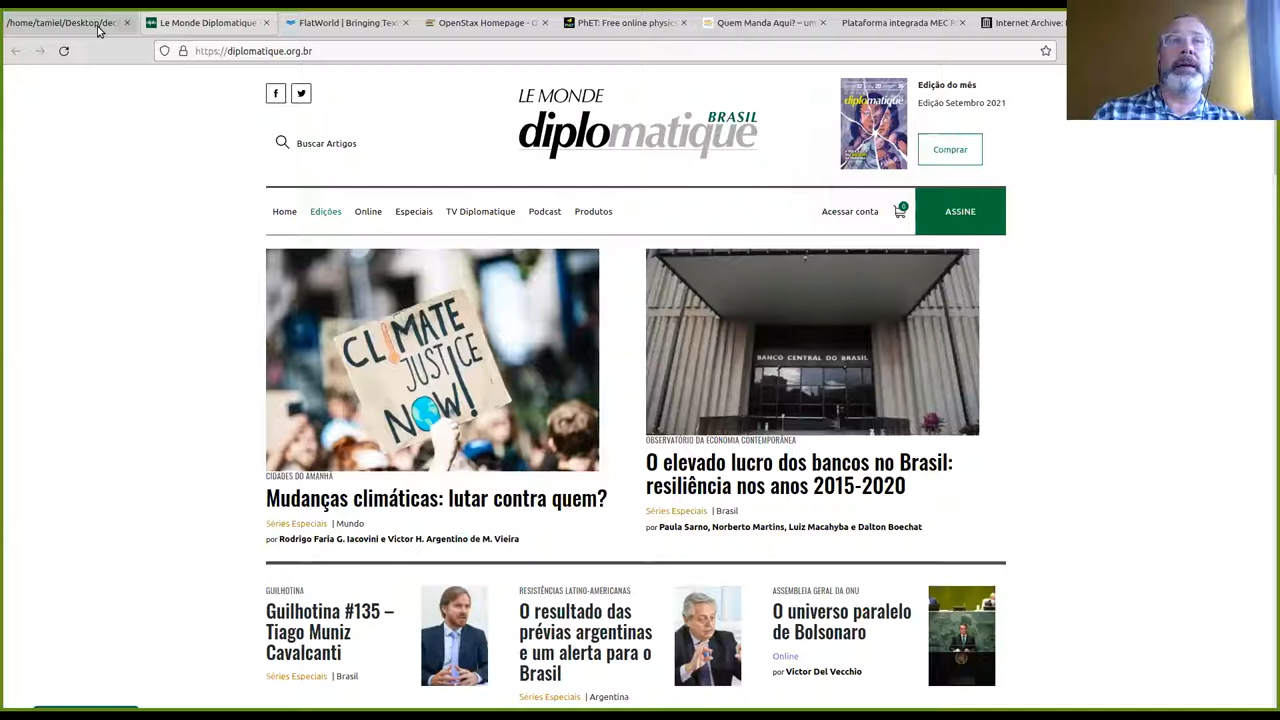 /home/tamiel/Desktop/dec
Le Monde Diplomatique
FlatWorld | Bringing Text
OpenStax Homepage - O
PhET: Free online physics
Quem Manda Aqui? – um
Plataforma integrada MEC R
Internet Archive:
https://diplomatique.org.br
Buscar Artigos
LE MONDE
diplomatique
BRASIL
diplomatique
Edição do mês
Edição Setembro 2021
Comprar
Home
Edições
Online
Especiais
TV Diplomatique
Podcast
Produtos
Acessar conta
0
ASSINE
CLIMATE
JUSTICE
NOW!
CIDADES DO AMANHÃ
Mudanças climáticas: lutar contra quem?
Séries Especiais | Mundo
por Rodrigo Faria G. Iacovini e Victor H. Argentino de M. Vieira
BANCO CENTRAL DO BRASIL
OBSERVATÓRIO DA ECONOMIA CONTEMPORÂNEA
O elevado lucro dos bancos no Brasil:
resiliência nos anos 2015-2020
Séries Especiais | Brasil
por Paula Sarno, Norberto Martins, Luiz Macahyba e Dalton Boechat
GUILHOTINA
Guilhotina #135 –
Tiago Muniz
Cavalcanti
Séries Especiais | Brasil
RESISTÊNCIAS LATINO-AMERICANAS
O resultado das
prévias argentinas
e um alerta para o
Brasil
Séries Especiais | Argentina
ASSEMBLEIA GERAL DA ONU
O universo paralelo
de Bolsonaro
Online
por Victor Del Vecchio